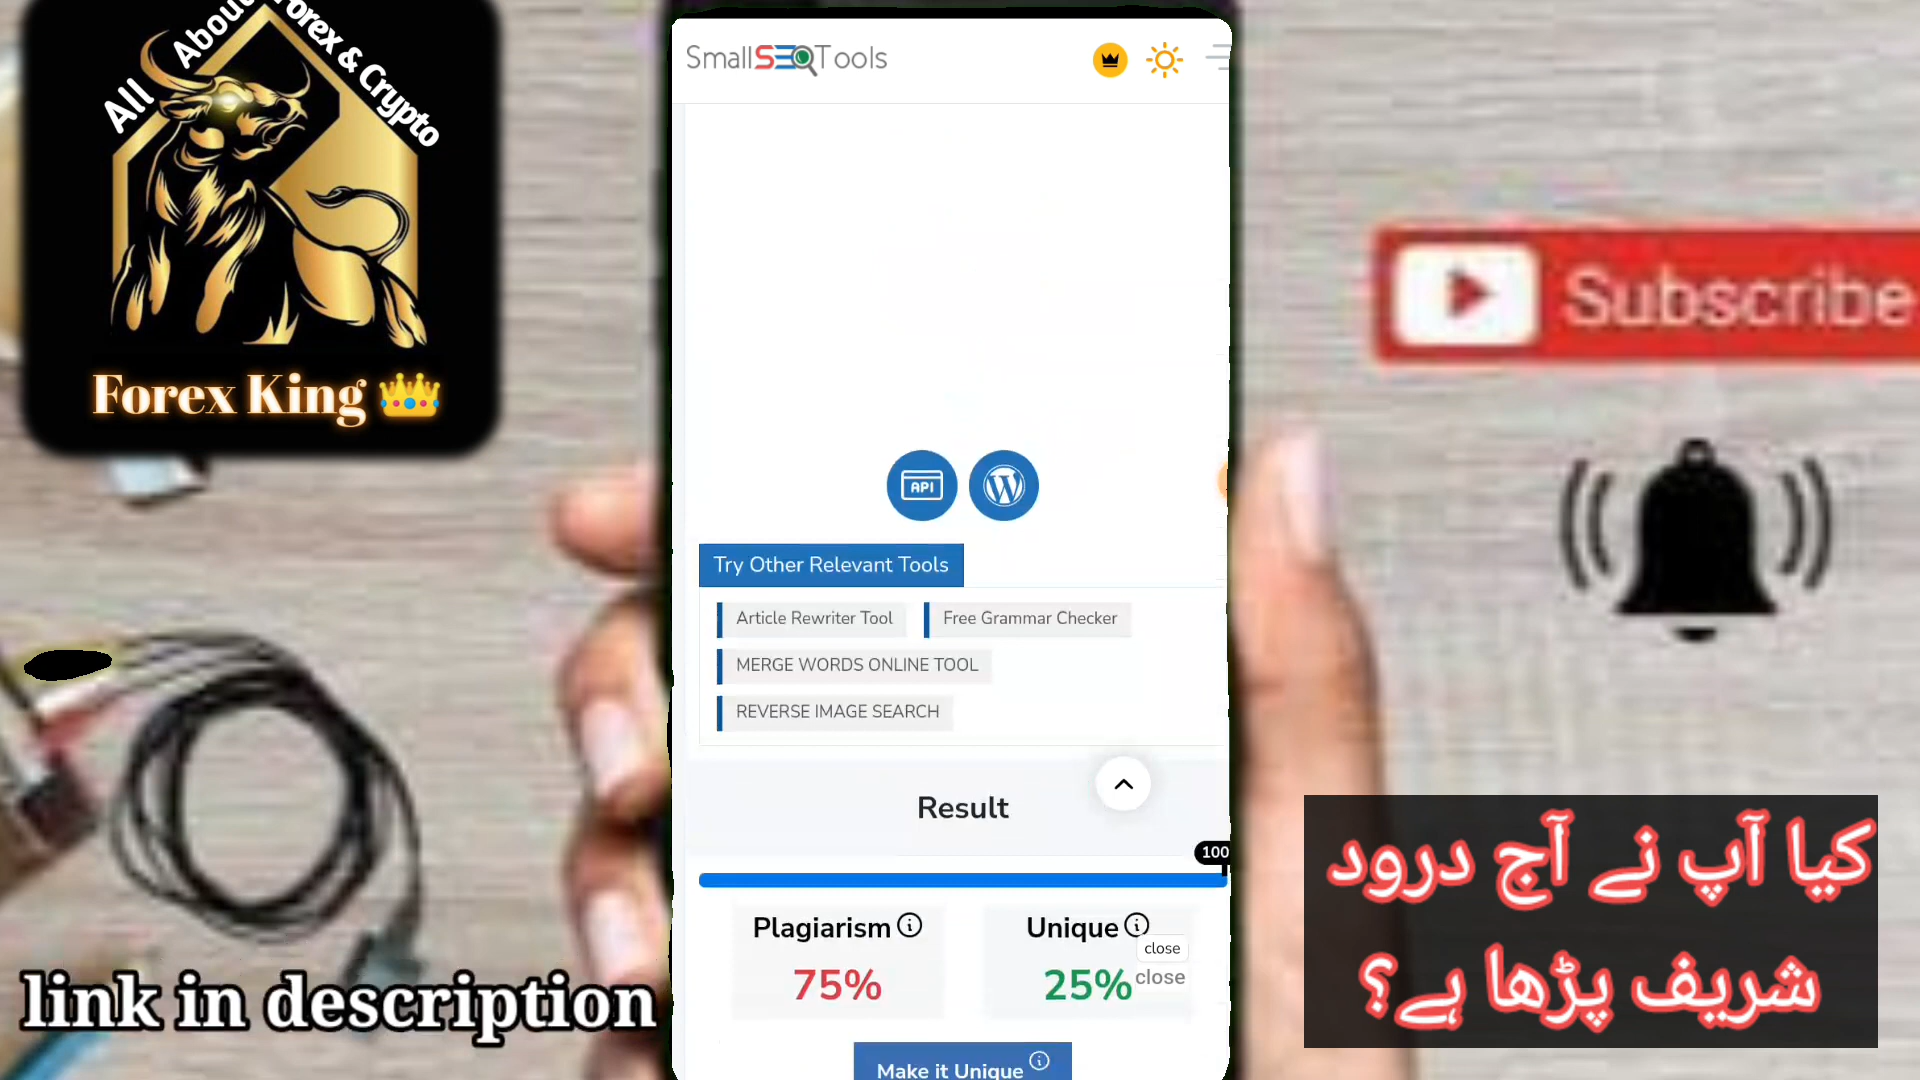 All About Forex & Crypto
Forex King 👑
SmallSEOTools
API
Try Other Relevant Tools
Article Rewriter Tool
Free Grammar Checker
MERGE WORDS ONLINE TOOL
REVERSE IMAGE SEARCH
Result
100
Plagiarism
75%
Unique
25%
close
close
Make it Unique
Subscribe
link in description
کیا آپ نے آج درود
شریف پڑھا ہے؟